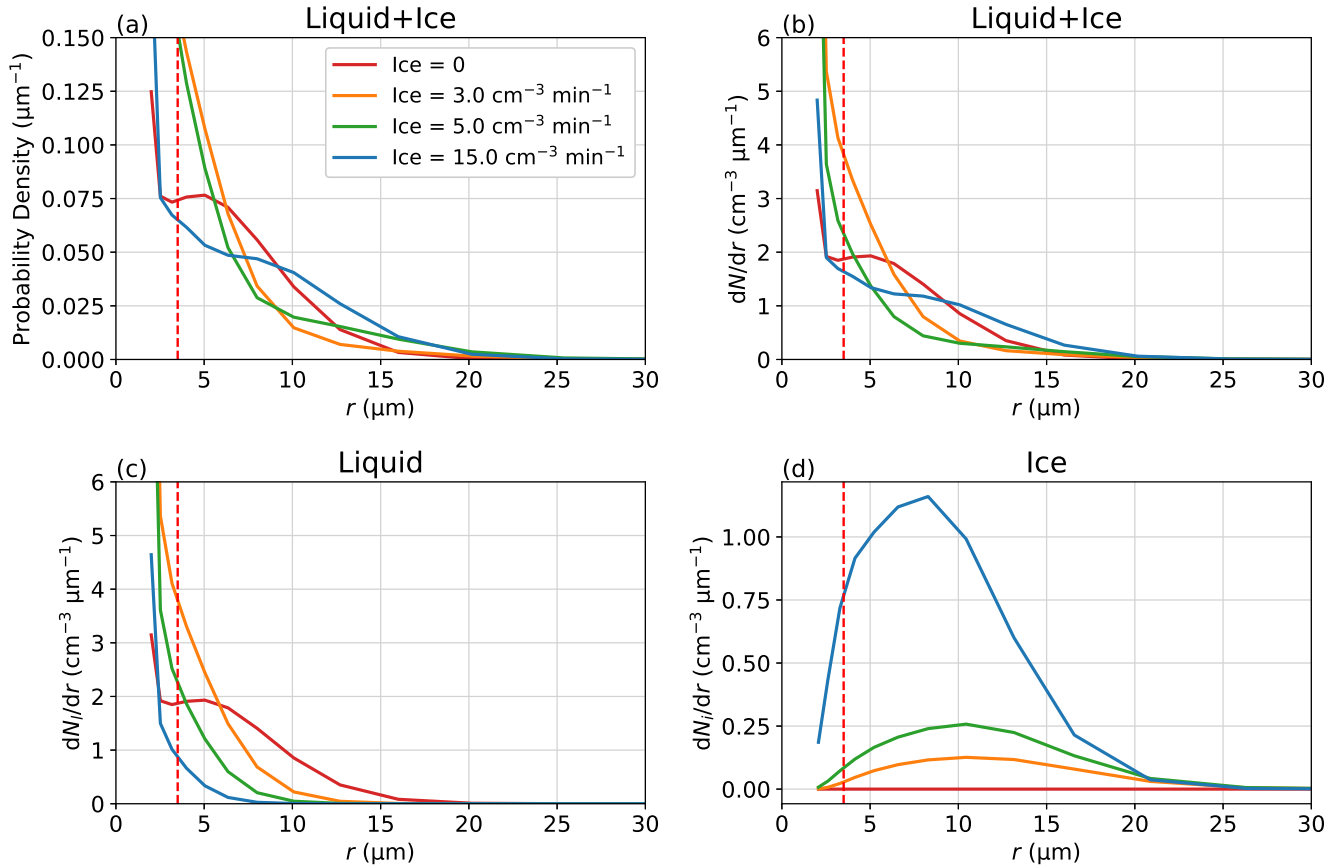 (a)
Liquid+Ice
Probability Density (μm⁻¹)
0.150
0.125
0.100
0.075
0.050
0.025
0.000
Ice = 0
Ice = 3.0 cm⁻³ min⁻¹
Ice = 5.0 cm⁻³ min⁻¹
Ice = 15.0 cm⁻³ min⁻¹
0 5 10 15 20 25 30
r (μm)
(b)
Liquid+Ice
dN/dr (cm⁻³ μm⁻¹)
6
5
4
3
2
1
0
0 5 10 15 20 25 30
r (μm)
(c)
Liquid
dNₗ/dr (cm⁻³ μm⁻¹)
6
5
4
3
2
1
0
0 5 10 15 20 25 30
r (μm)
(d)
Ice
dNᵢ/dr (cm⁻³ μm⁻¹)
1.00
0.75
0.50
0.25
0.00
0 5 10 15 20 25 30
r (μm)